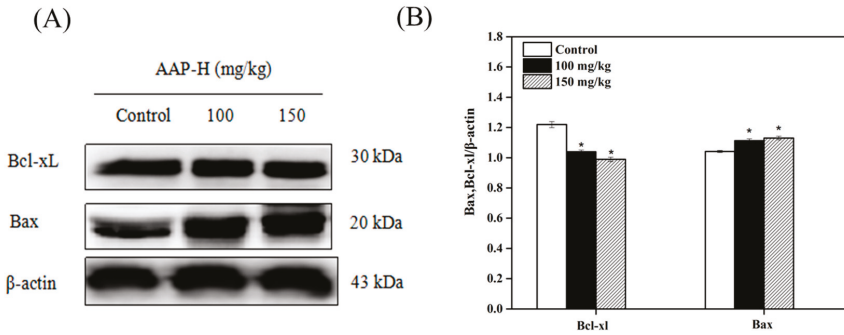 (A)
AAP-H (mg/kg)
Control 100 150
Bcl-xL 30 kDa
Bax 20 kDa
β-actin 43 kDa
(B)
Bax,Bcl-xl/β-actin
1.8
1.6
1.4
1.2
1.0
0.8
0.6
0.4
0.2
0.0
Control
100 mg/kg
150 mg/kg
* *
* *
Bcl-xl Bax